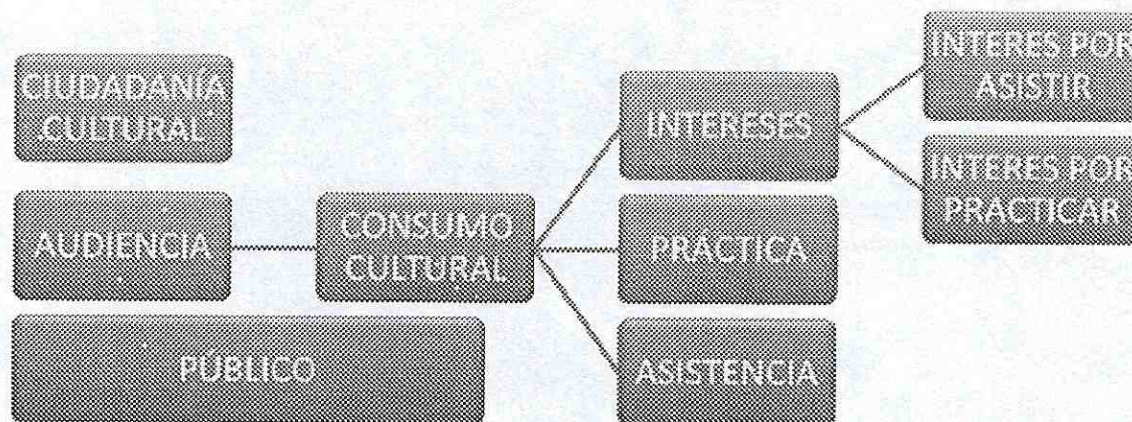 CIUDADANÍA
CULTURAL
AUDIENCIA
PÚBLICO
CONSUMO
CULTURAL
INTERESES
PRÁCTICA
ASISTENCIA
INTERES POR
ASISTIR
INTERES POR
PRACTICAR